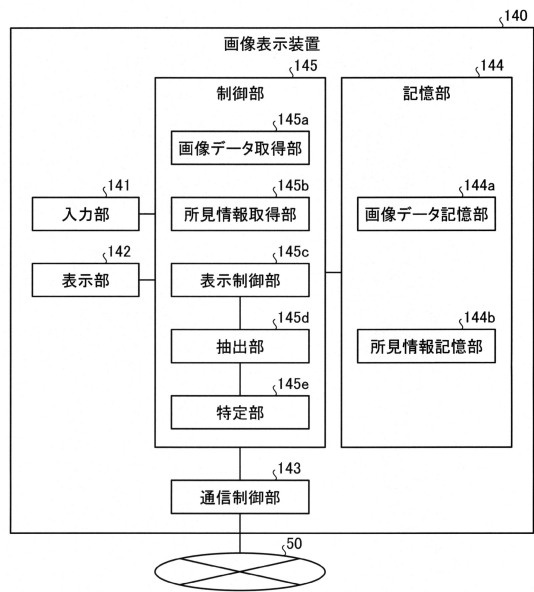 140
画像表示装置
145
144
制御部
記憶部
145a
画像データ取得部
141
145b
144a
入力部
所見情報取得部
画像データ記憶部
142
145c
表示部
表示制御部
145d
144b
抽出部
所見情報記憶部
145e
特定部
143
通信制御部
50